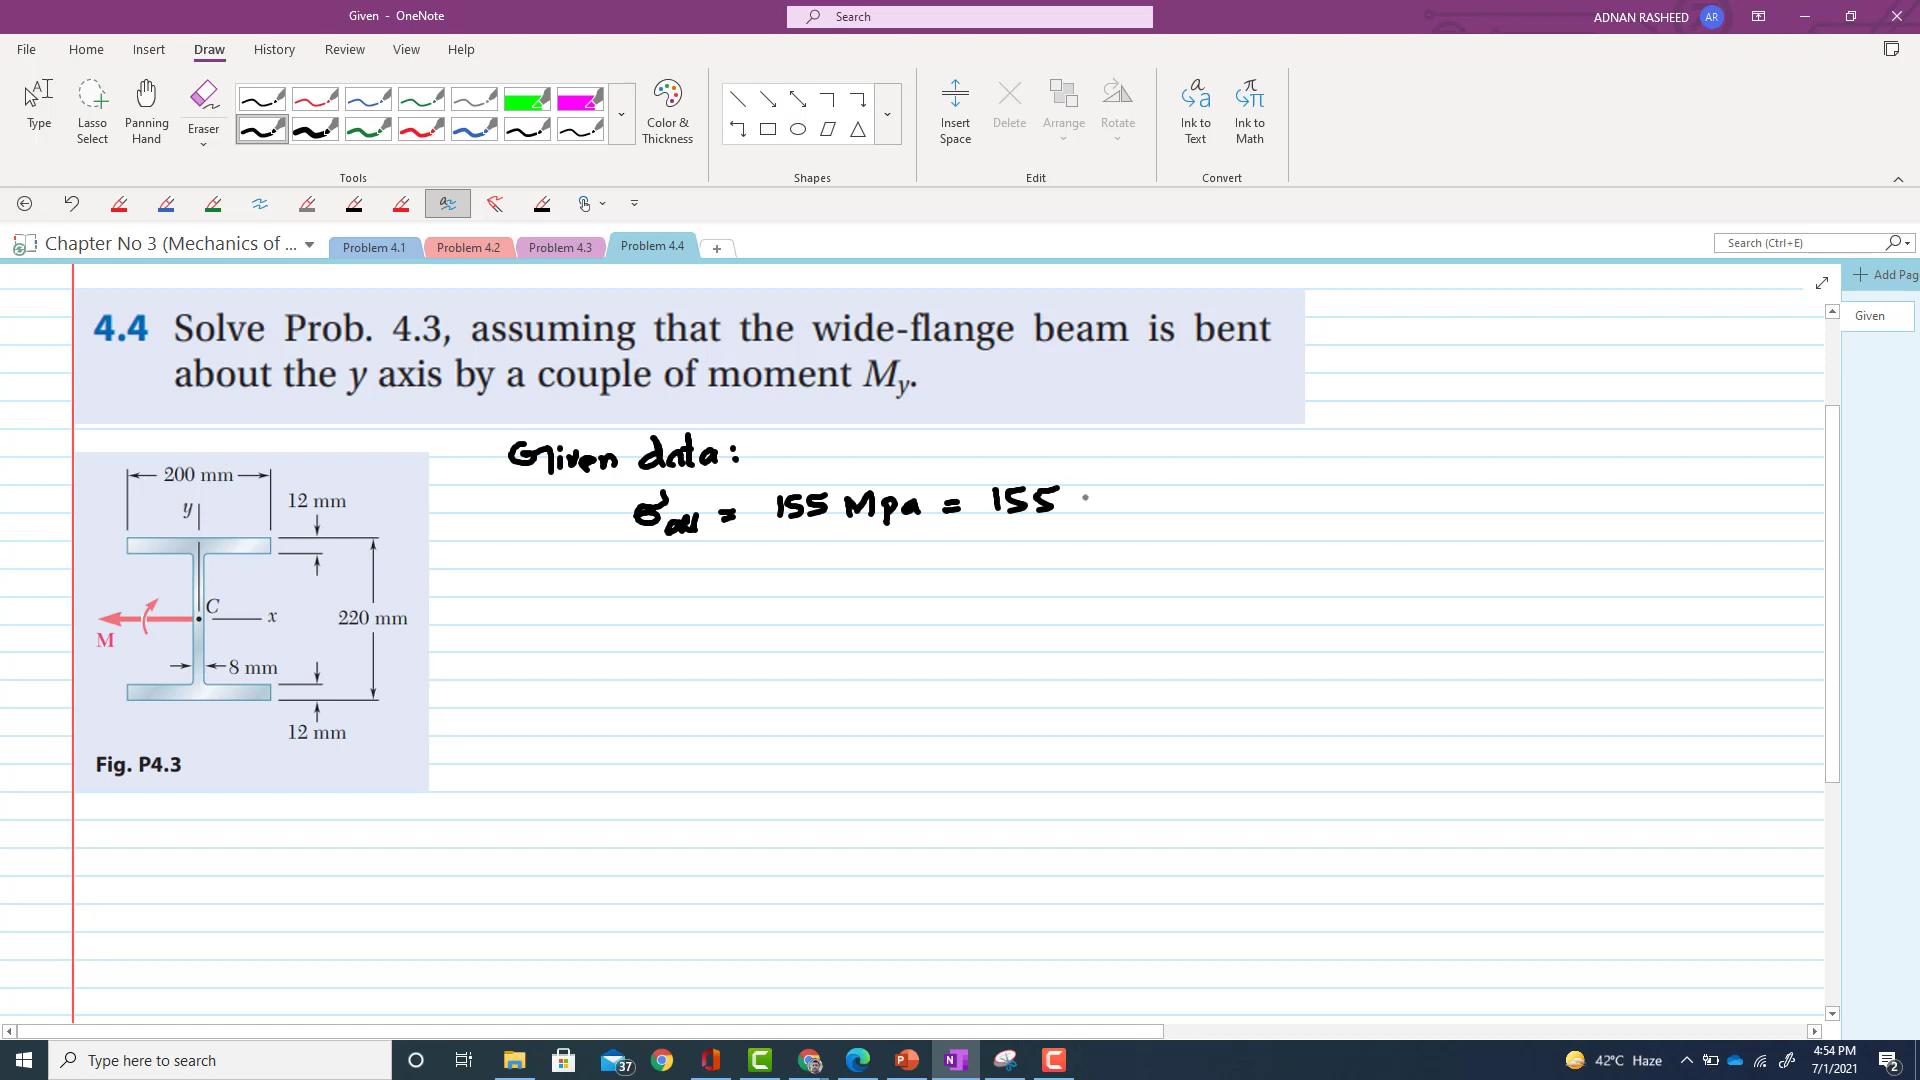 Given - OneNote
Search
ADNAN RASHEED AR
File Home Insert Draw History Review View Help
Type
Lasso Select
Panning Hand
Eraser
Color & Thickness
Insert Space
Delete
Arrange
Rotate
Ink to Text
Ink to Math
Tools Shapes Edit Convert
Chapter No 3 (Mechanics of ... Problem 4.1 Problem 4.2 Problem 4.3 Problem 4.4
Search (Ctrl+E)
Add Pag
Given
4.4 Solve Prob. 4.3, assuming that the wide-flange beam is bent
about the y axis by a couple of moment My.
Given data:
σall = 155 Mpa = 155
200 mm
12 mm
y
C
x
220 mm
M
8 mm
12 mm
Fig. P4.3
Type here to search
37
42°C Haze
4:54 PM
7/1/2021
2